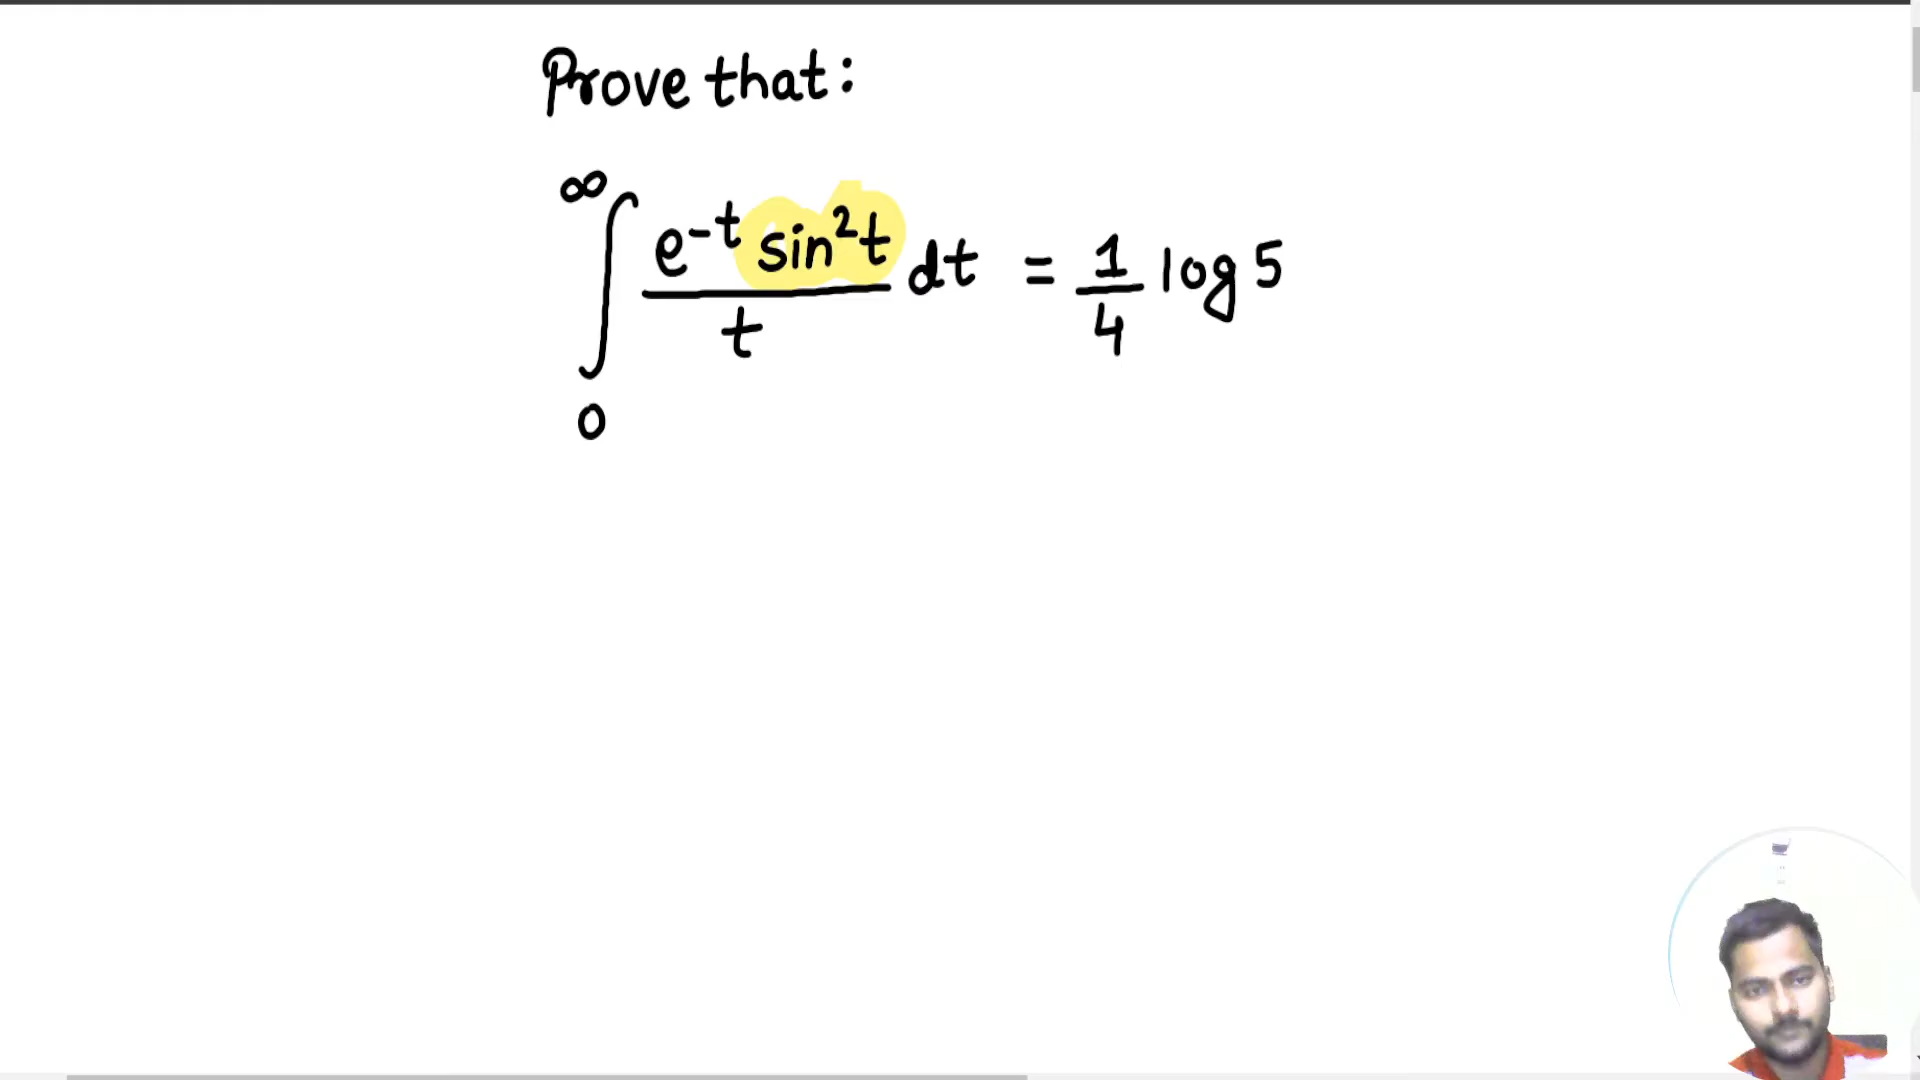 Prove that:
∫₀^∞ (e^{-t} sin²t)/t dt = 1/4 log 5